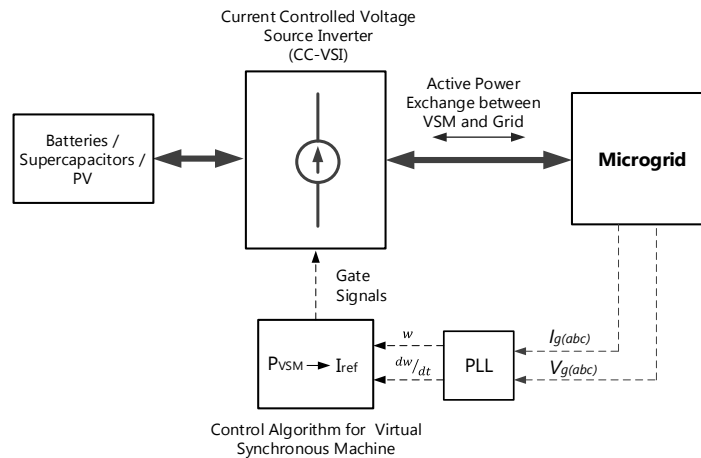 Current Controlled Voltage
Source Inverter
(CC-VSI)
Active Power
Exchange between
VSM and Grid
Batteries /
Supercapacitors /
PV
Microgrid
Gate
Signals
PVSM Iref
w
dw/dt
PLL
Ig(abc)
Vg(abc)
Control Algorithm for Virtual
Synchronous Machine